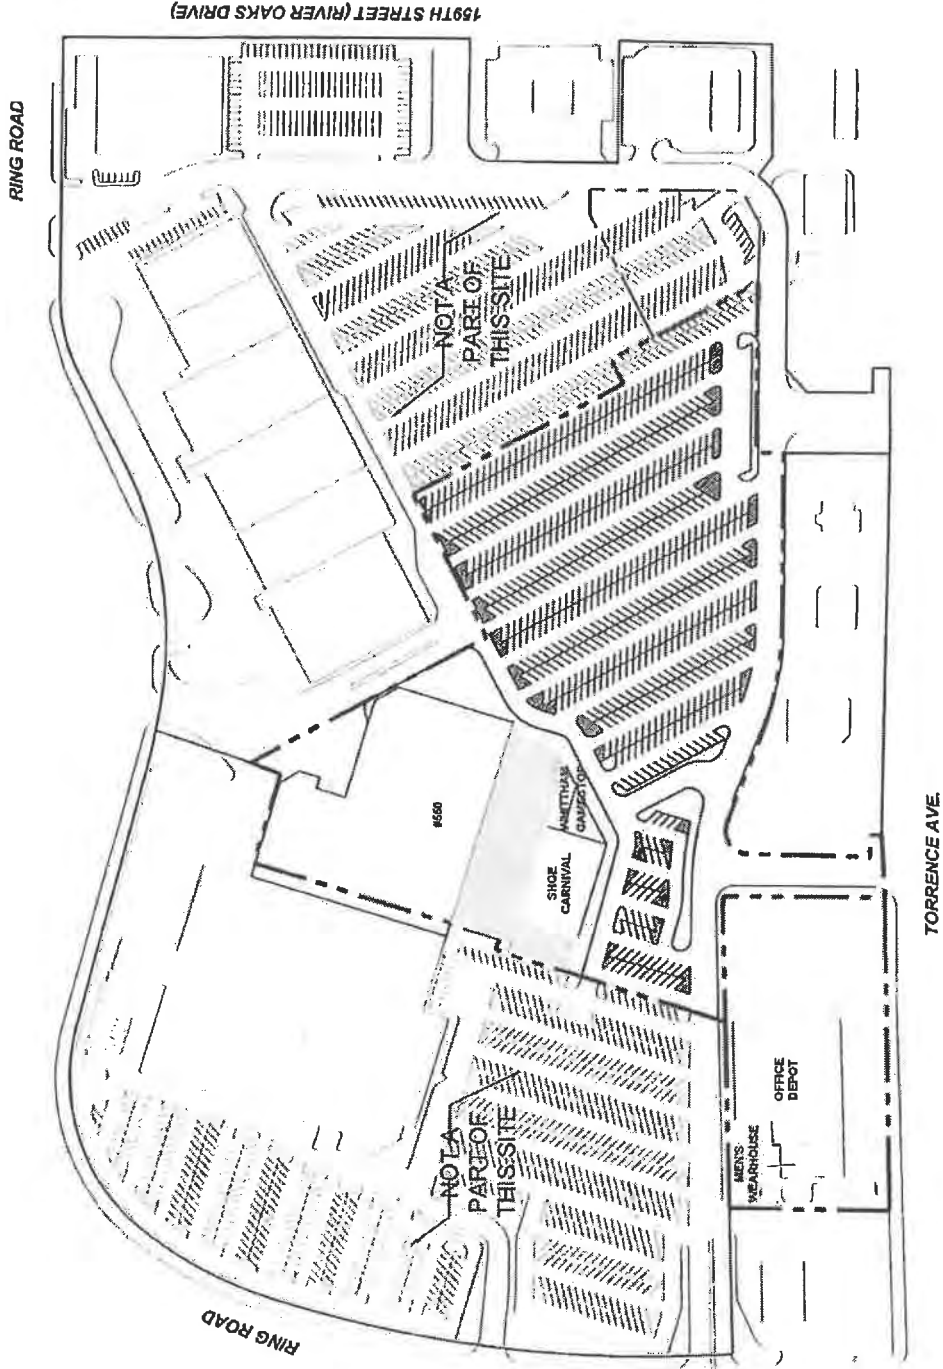 159TH STREET (RIVER OAKS DRIVE)
RING ROAD
NOT A
PART OF
THIS SITE
#550
SHOE
CARNIVAL
GAMESTOP
TORRENCE AVE.
NOT A
PART OF
THIS SITE
OFFICE
DEPOT
MEN'S
WEARHOUSE
RING ROAD